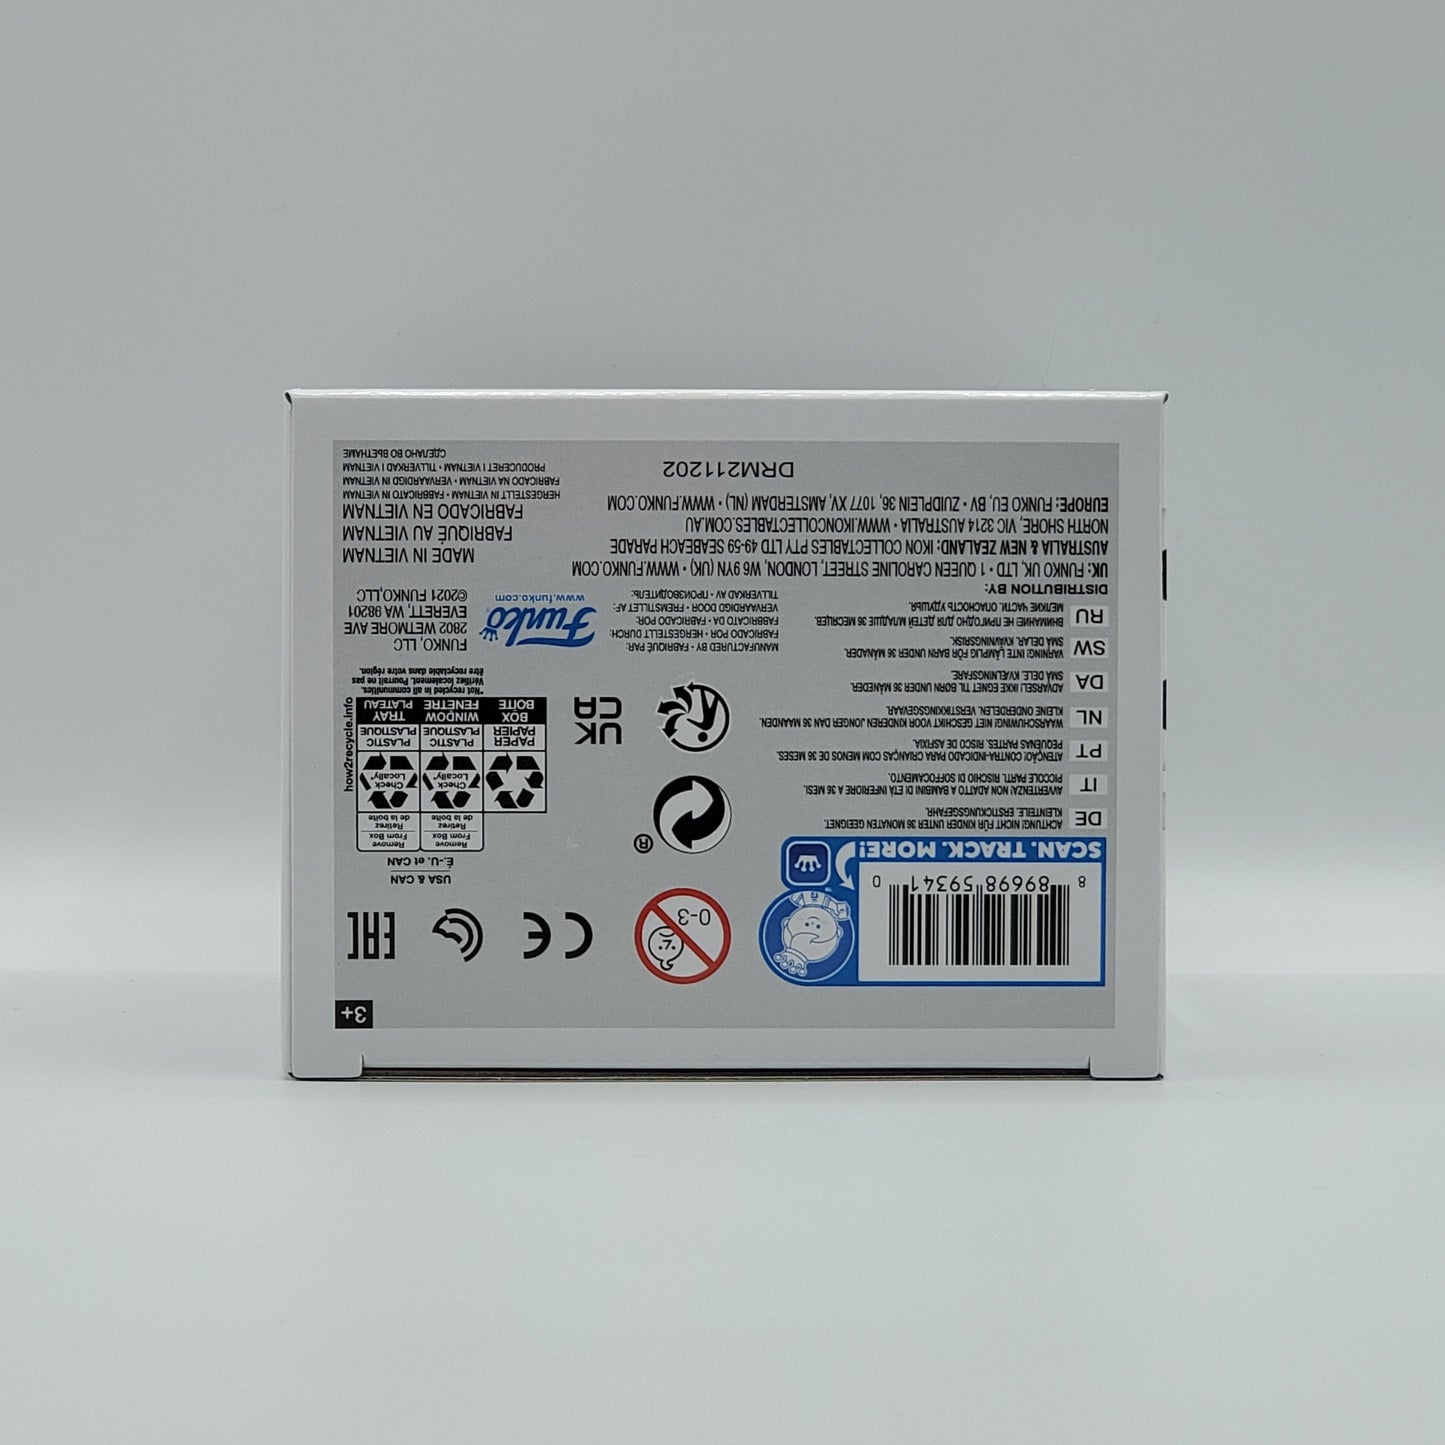 3+
8 89698 59341 0
SCAN. TRACK. MORE!
0-3
CE
EAC
USA & CAN
É.-U. et CAN
Remove
From Box
Retirez
de la boîte
Remove
From Box
Retirez
de la boîte
Check
Locally*
Check
Locally*
PAPER
PAPIER
BOX
BOÎTE
PLASTIC
PLASTIQUE
WINDOW
FENÊTRE
PLASTIC
PLASTIQUE
TRAY
PLATEAU
how2recycle.info
*Not recycled in all communities.
Vérifiez localement. Pourrait ne pas
être recyclable dans votre région.
®
UK
CA
DE
ACHTUNG! NICHT FÜR KINDER UNTER 36 MONATEN GEEIGNET.
KLEINTEILE. ERSTICKUNGSGEFAHR.
IT
AVVERTENZA! NON ADATTO A BAMBINI DI ETÀ INFERIORE A 36 MESI.
PICCOLE PARTI. RISCHIO DI SOFFOCAMENTO.
PT
ATENÇÃO! CONTRA-INDICADO PARA CRIANÇAS COM MENOS DE 36 MESES.
PEQUENAS PARTES. RISCO DE ASFIXIA.
NL
WAARSCHUWING! NIET GESCHIKT VOOR KINDEREN JONGER DAN 36 MAANDEN.
KLEINE ONDERDELEN. VERSTIKKINGSGEVAAR.
DA
ADVARSEL! IKKE EGNET TIL BØRN UNDER 36 MÅNEDER.
SMÅ DELE. KVÆLNINGSFARE.
SW
VARNING! INTE LÄMPLIG FÖR BARN UNDER 36 MÅNADER.
SMÅ DELAR. KVÄVNINGSRISK.
RU
ВНИМАНИЕ! НЕ ПРИГОДНО ДЛЯ ДЕТЕЙ МЛАДШЕ 36 МЕСЯЦЕВ.
МЕЛКИЕ ЧАСТИ. ОПАСНОСТЬ УДУШЬЯ.
MANUFACTURED BY • FABRIQUÉ PAR:
FABRICADO POR • HERGESTELLT DURCH:
FABRICATO DA • FABRICADO POR:
VERVAARDIGD DOOR • FREMSTILLET AF:
TILLVERKAD AV • ПРОИЗВОДИТЕЛЬ:
Funko
www.funko.com
FUNKO, LLC
2802 WETMORE AVE
EVERETT, WA 98201
©2021 FUNKO,LLC
DISTRIBUTION BY:
UK: FUNKO UK, LTD • 1 QUEEN CAROLINE STREET, LONDON, W6 9YN (UK) • WWW.FUNKO.COM
AUSTRALIA & NEW ZEALAND: IKON COLLECTABLES PTY LTD 49-59 SEABEACH PARADE
NORTH SHORE, VIC 3214 AUSTRALIA • WWW.IKONCOLLECTABLES.COM.AU
EUROPE: FUNKO EU, BV • ZUIDPLEIN 36, 1077 XV, AMSTERDAM (NL) • WWW.FUNKO.COM
MADE IN VIETNAM
FABRIQUÉ AU VIETNAM
FABRICADO EN VIETNAM
HERGESTELLT IN VIETNAM • FABBRICATO IN VIETNAM
FABRICADO NA VIETNAM • VERVAARDIGD IN VIETNAM
PRODUCERET I VIETNAM • TILLVERKAD I VIETNAM
СДЕЛАНО ВО ВЬЕТНАМЕ
DRM211202